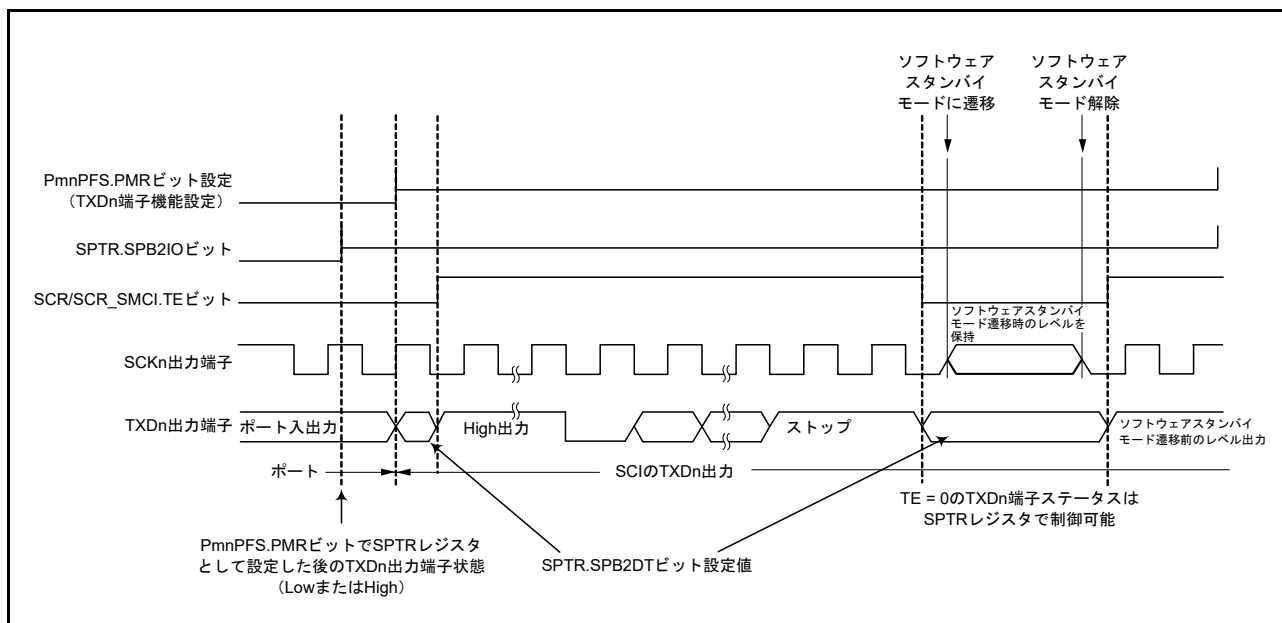 ソフトウェア
スタンバイ
モードに遷移
ソフトウェア
スタンバイ
モード解除
PmnPFS.PMRビット設定
（TXDn端子機能設定）
SPTR.SPB2IOビット
SCR/SCR_SMCI.TEビット
ソフトウェアスタンバイ
モード遷移時のレベルを
保持
SCKn出力端子
TXDn出力端子
ポート入出力
High出力
ストップ
ソフトウェアスタンバイ
モード遷移前のレベル出力
ポート
SCIのTXDn出力
TE = 0のTXDn端子ステータスは
SPTRレジスタで制御可能
PmnPFS.PMRビットでSPTRレジスタ
として設定した後のTXDn出力端子状態
（LowまたはHigh）
SPTR.SPB2DTビット設定値